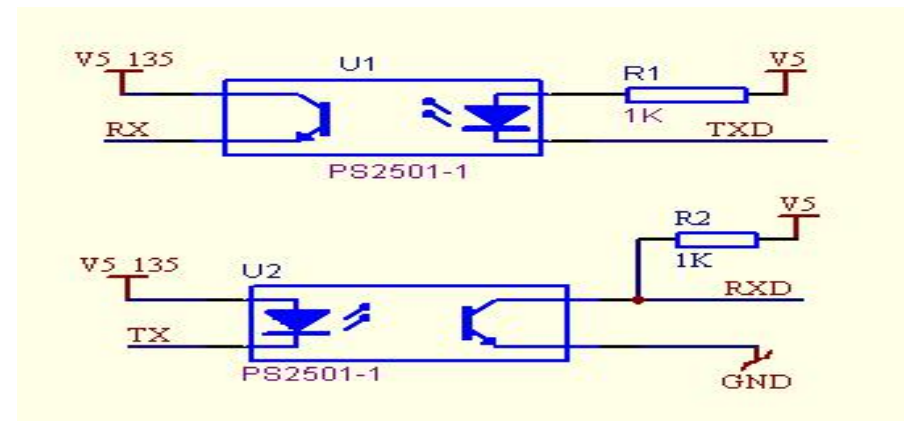 V5_135
U1
R1
V5
RX
1K
TXD
PS2501-1
V5
R2
V5_135
U2
1K
RXD
TX
PS2501-1
GND